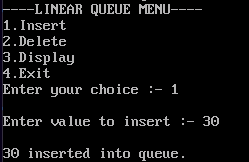 ----LINEAR QUEUE MENU----
1.Insert
2.Delete
3.Display
4.Exit
Enter your choice :- 1
Enter value to insert :- 30
30 inserted into queue.